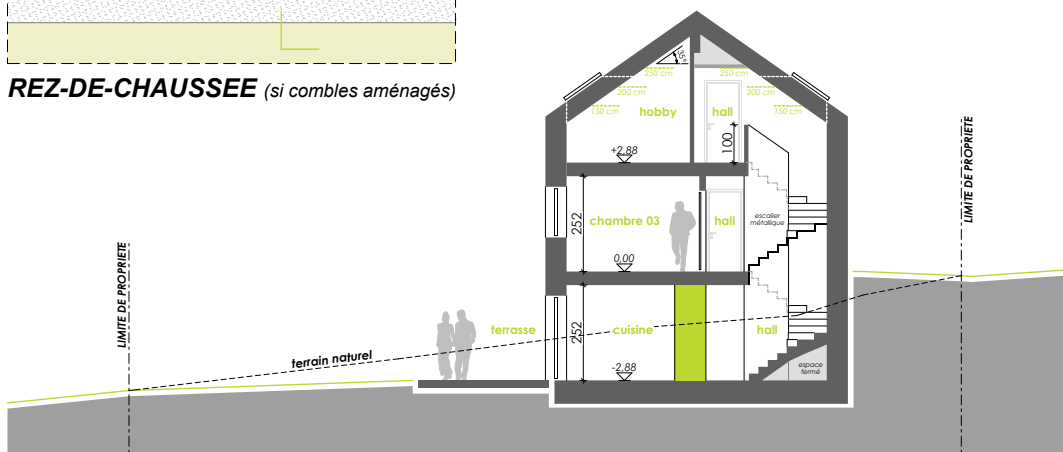 REZ-DE-CHAUSSEE (si combles aménagés)
35°
250 cm
250 cm
200 cm
200 cm
150 cm
150 cm
hobby
hall
100
+2,88
LIMITE DE PROPRIETE
252
chambre 03
hall
escalier
métallique
0,00
LIMITE DE PROPRIETE
terrasse
252
cuisine
hall
terrain naturel
-2,88
espace
fermé